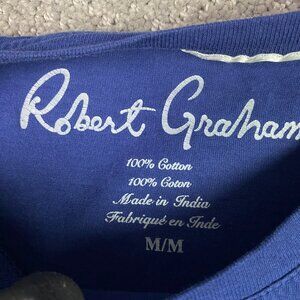 Robert Graham
100% Cotton
100% Coton
Made in India
Fabriqué en Inde
M/M